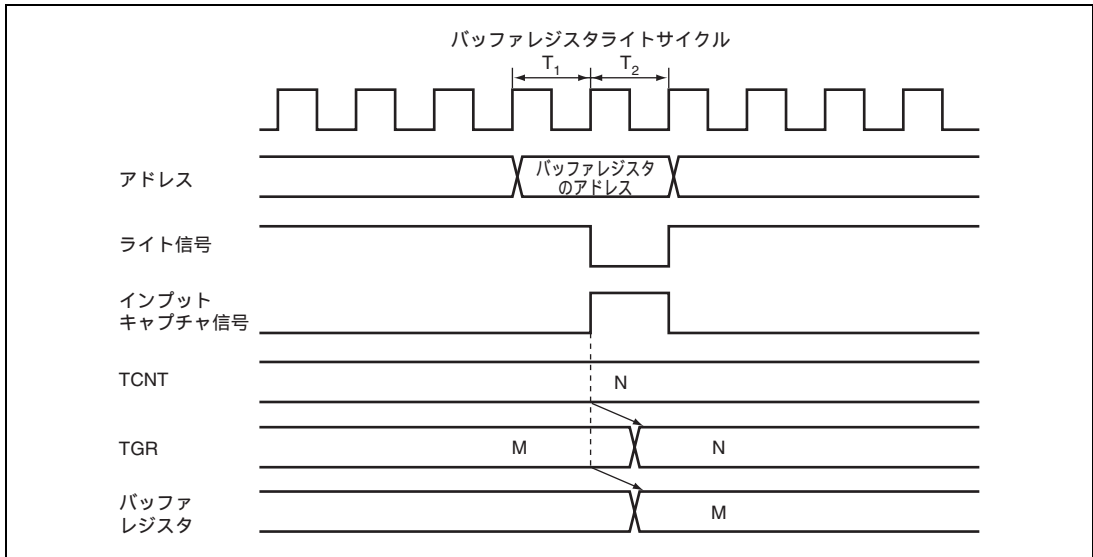 バッファレジスタライトサイクル
T1 T2
アドレス
バッファレジスタ
のアドレス
ライト信号
インプット
キャプチャ信号
TCNT
N
TGR
M N
バッファ
レジスタ
M